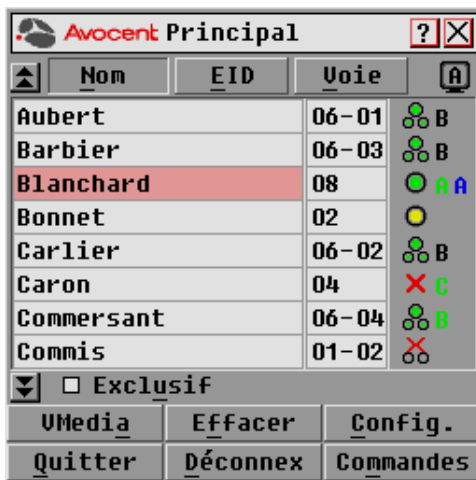 Avocent Principal ? X
Nom EID Voie A
Aubert 06-01 B
Barbier 06-03 B
Blanchard 08 A A
Bonnet 02
Carlier 06-02 B
Caron 04 C
Commersant 06-04 B
Commis 01-02
Exclusif
VMedia Effacer Config.
Quitter Déconnex Commandes